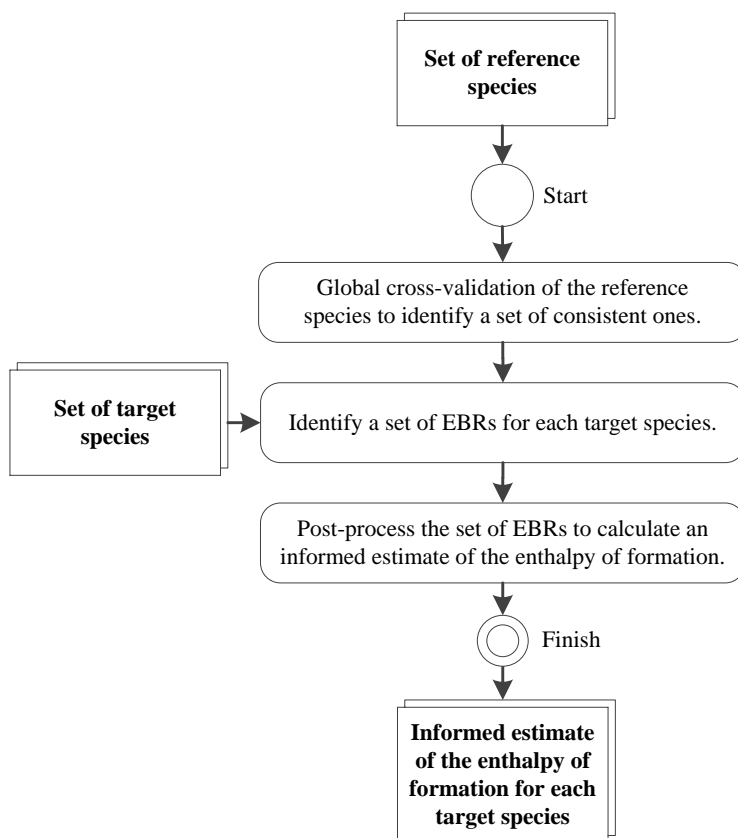 Set of reference
species
Start
Global cross-validation of the reference
species to identify a set of consistent ones.
Set of target
species
Identify a set of EBRs for each target species.
Post-process the set of EBRs to calculate an
informed estimate of the enthalpy of formation.
Finish
Informed estimate
of the enthalpy of
formation for each
target species